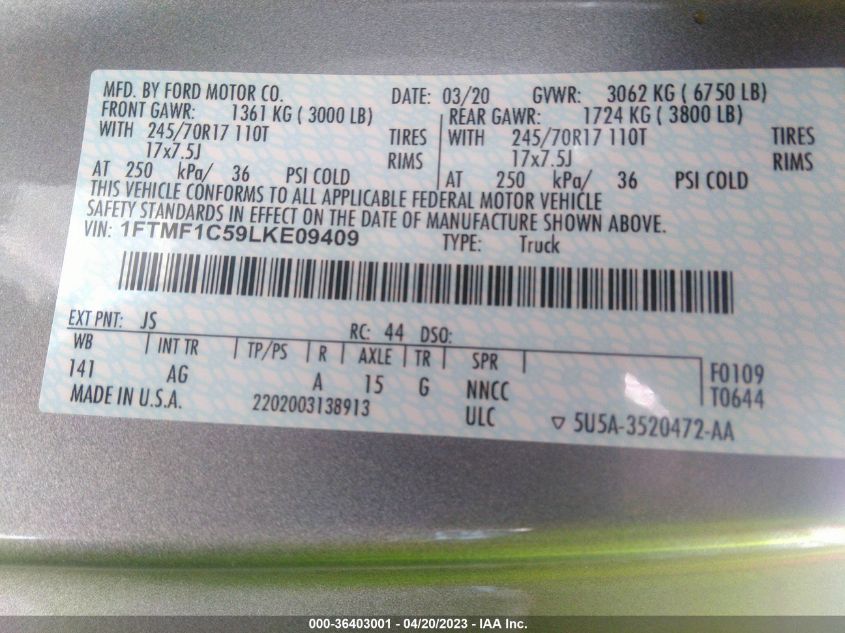 MFD. BY FORD MOTOR CO. DATE: 03/20 GVWR: 3062 KG ( 6750 LB)
FRONT GAWR: 1361 KG ( 3000 LB) REAR GAWR: 1724 KG ( 3800 LB)
WITH 245/70R17 110T TIRES WITH 245/70R17 110T TIRES
17x7.5J RIMS 17x7.5J RIMS
AT 250 kPa/ 36 PSI COLD AT 250 kPa/ 36 PSI COLD
THIS VEHICLE CONFORMS TO ALL APPLICABLE FEDERAL MOTOR VEHICLE
SAFETY STANDARDS IN EFFECT ON THE DATE OF MANUFACTURE SHOWN ABOVE.
VIN: 1FTMF1C59LKE09409 TYPE: Truck
EXT PNT: JS RC: 44 DSO:
WB INT TR TP/PS R AXLE TR SPR
141 AG A 15 G NNCC F0109
T0644
MADE IN U.S.A. 2202003138913 ULC 5U5A-3520472-AA
000-36403001 - 04/20/2023 - IAA Inc.